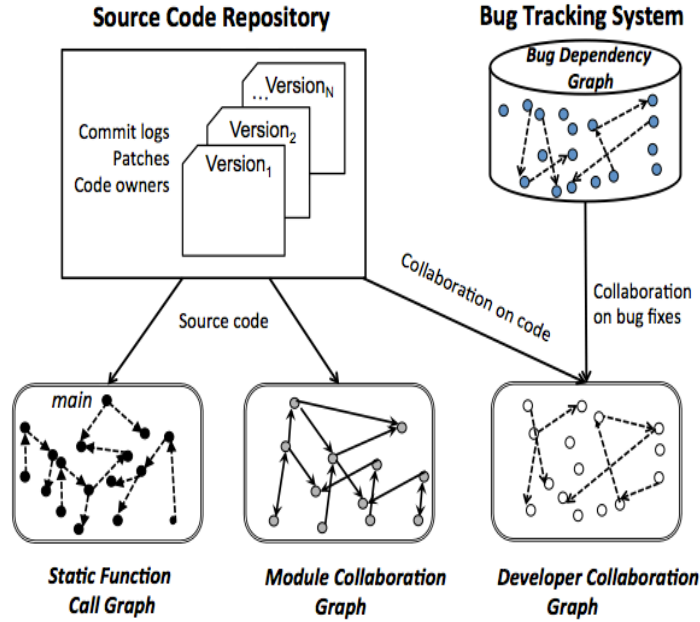 Source Code Repository
Bug Tracking System
Bug Dependency
Graph
...Version_N
Version_2
Version_1
Commit logs
Patches
Code owners
Source code
Collaboration on code
Collaboration
on bug fixes
main
Static Function
Call Graph
Module Collaboration
Graph
Developer Collaboration
Graph